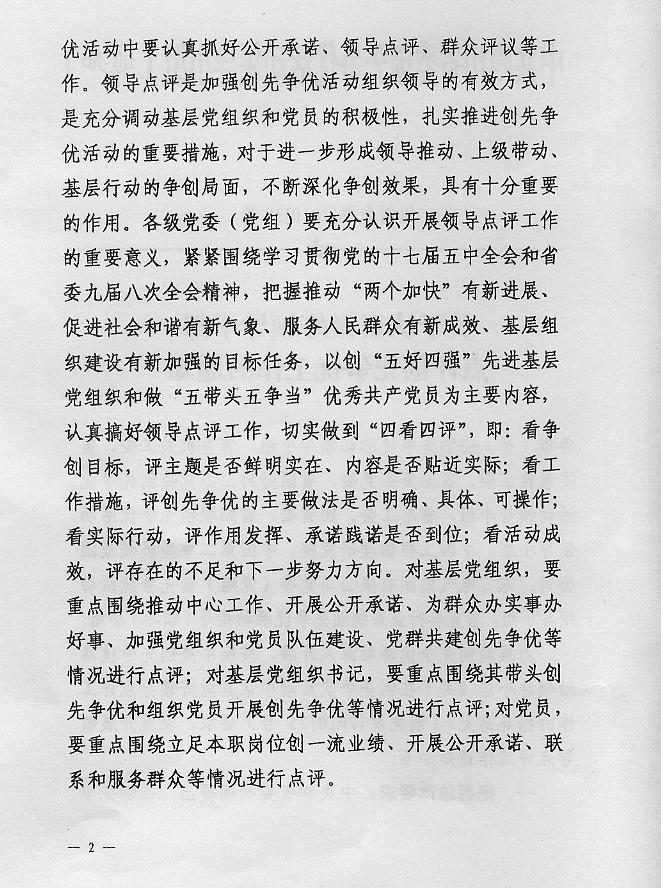 优活动中要认真抓好公开承诺、领导点评、群众评议等工
作。领导点评是加强创先争优活动组织领导的有效方式，
是充分调动基层党组织和党员的积极性，扎实推进创先争
优活动的重要措施，对于进一步形成领导推动、上级带动、
基层行动的争创局面，不断深化争创效果，具有十分重要
的作用。各级党委（党组）要充分认识开展领导点评工作
的重要意义，紧紧围绕学习贯彻党的十七届五中全会和省
委九届八次全会精神，把握推动“两个加快”有新进展、
促进社会和谐有新气象、服务人民群众有新成效、基层组
织建设有新加强的目标任务，以创“五好四强”先进基层
党组织和做“五带头五争当”优秀共产党员为主要内容，
认真搞好领导点评工作，切实做到“四看四评”，即：看争
创目标，评主题是否鲜明实在、内容是否贴近实际；看工
作措施，评创先争优的主要做法是否明确、具体、可操作；
看实际行动，评作用发挥、承诺践诺是否到位；看活动成
效，评存在的不足和下一步努力方向。对基层党组织，要
重点围绕推动中心工作、开展公开承诺、为群众办实事办
好事、加强党组织和党员队伍建设、党群共建创先争优等
情况进行点评；对基层党组织书记，要重点围绕其带头创
先争优和组织党员开展创先争优等情况进行点评；对党员，
要重点围绕立足本职岗位创一流业绩、开展公开承诺、联
系和服务群众等情况进行点评。
— 2 —